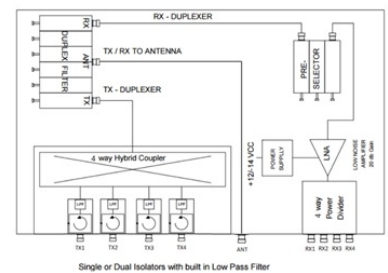 RX - DUPLEXER
RX
DUPLEX FILTER
ANT
TX
TX / RX TO ANTENNA
TX - DUPLEXER
PRE-
SELECTOR
4 way Hybrid Coupler
+12/-14 VCC
POWER
SUPPLLY
LNA
LOW NOISE
AMPLIFIER
20 db Gain
LPF
LPF
LPF
LPF
4 way
Power
Divider
TX1 TX2 TX3 TX4 ANT RX1 RX2 RX3 RX4
Single or Dual Isolators with built in Low Pass Filter